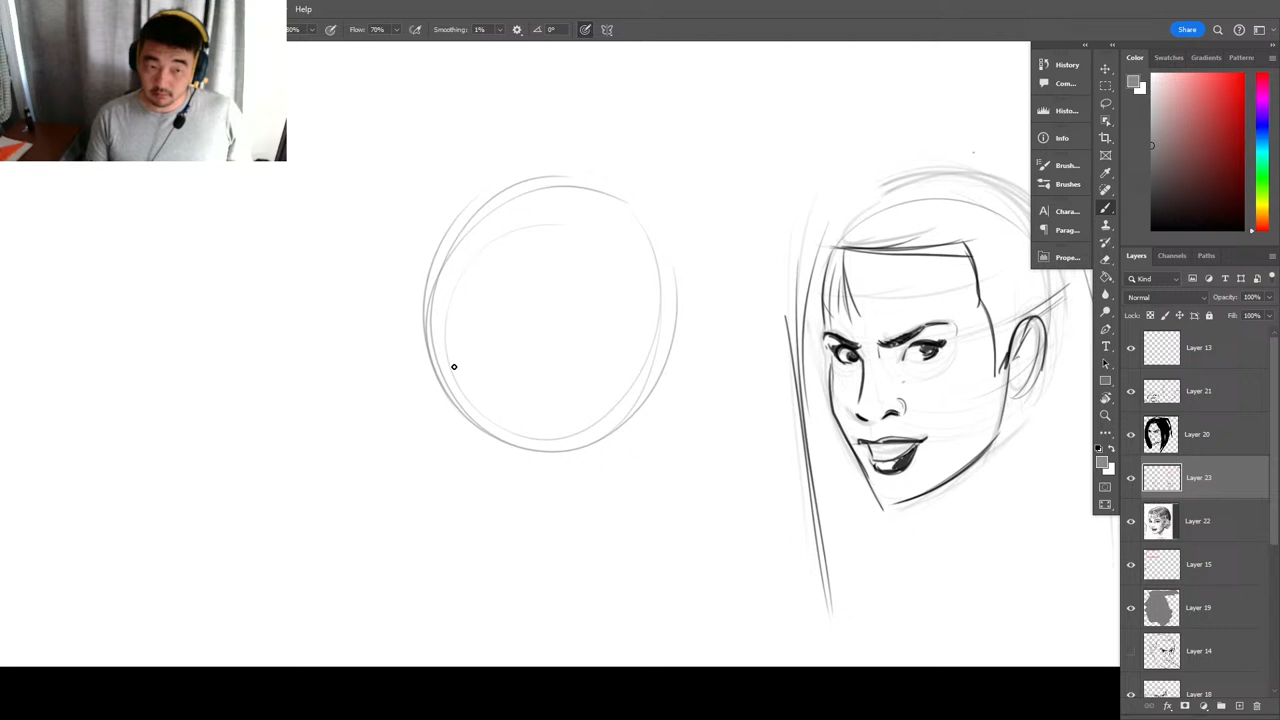 Help
80% Flow: 70% Smoothing: 1% 0° Share
History
Com...
Histo...
Info
Brush...
Brushes
Chara...
Parag...
Prope...
Color Swatches Gradients Pattern
Layers Channels Paths
Kind
Normal Opacity: 100%
Lock: Fill: 100%
Layer 13
Layer 21
Layer 20
Layer 23
Layer 22
Layer 15
Layer 19
Layer 14
Layer 18